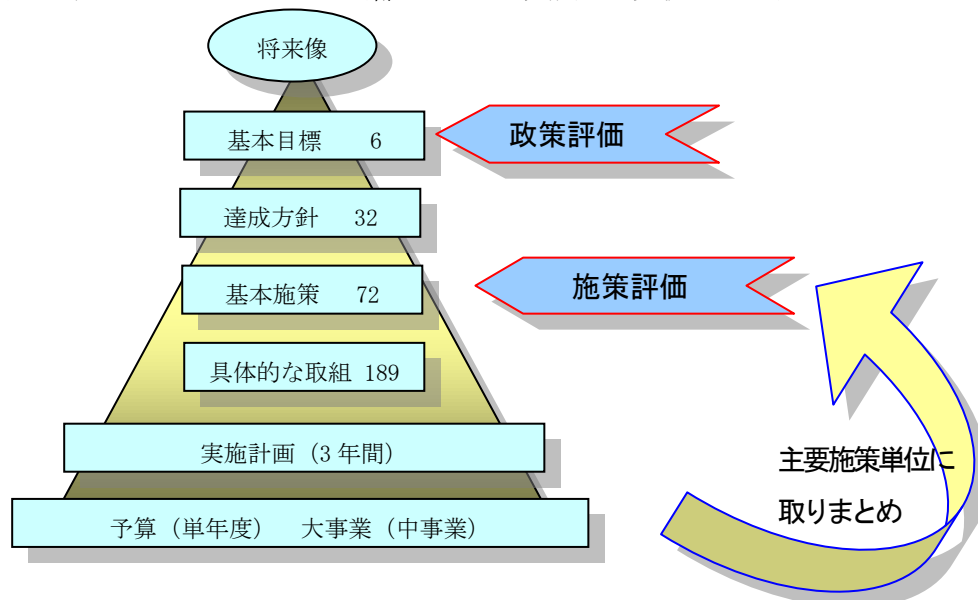 将来像
基本目標 6
政策評価
達成方針 32
基本施策 72
施策評価
具体的な取組 189
実施計画（3 年間）
主要施策単位に
取りまとめ
予算（単年度） 大事業（中事業）